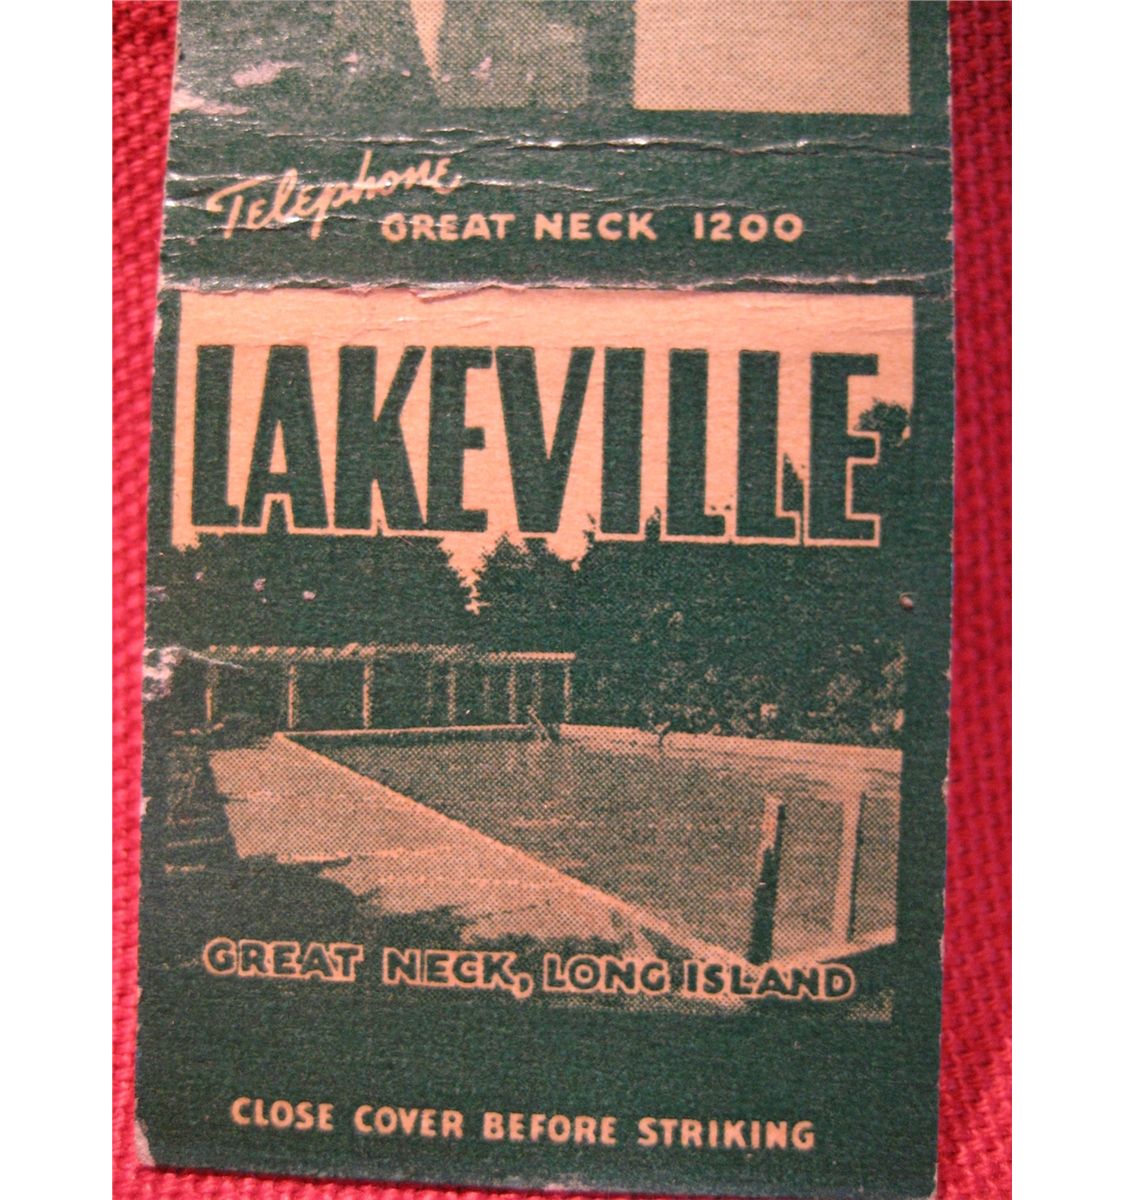 Telephone
GREAT NECK 1200
LAKEVILLE
GREAT NECK, LONG ISLAND
CLOSE COVER BEFORE STRIKING